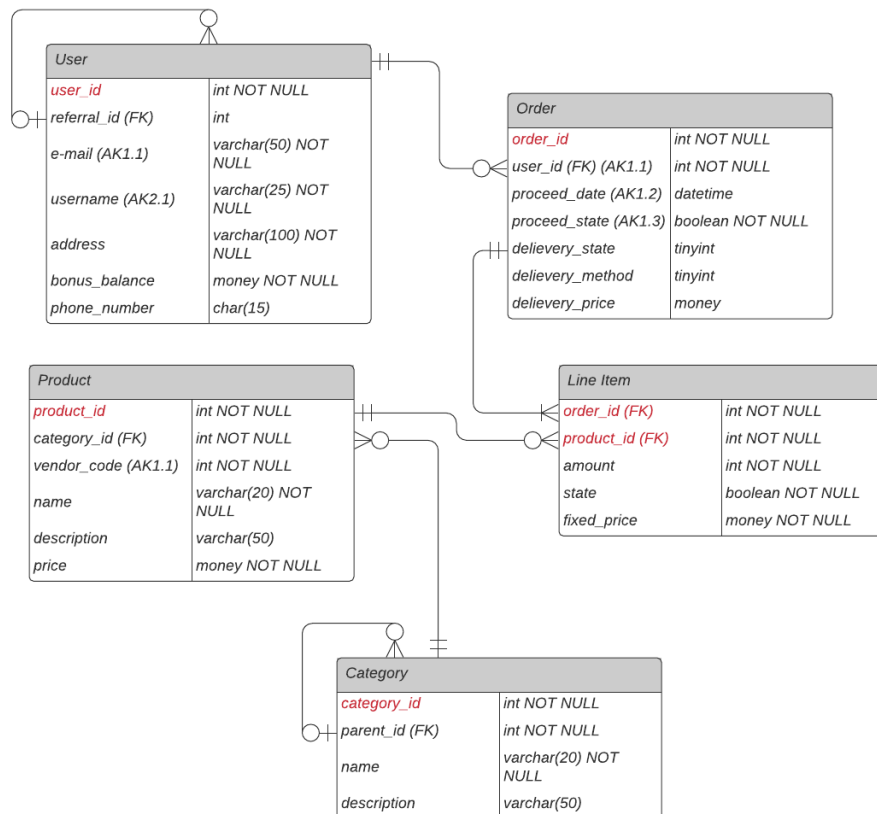 User
user_id int NOT NULL
referral_id (FK) int
e-mail (AK1.1) varchar(50) NOT
NULL
username (AK2.1) varchar(25) NOT
NULL
address varchar(100) NOT
NULL
bonus_balance money NOT NULL
phone_number char(15)
Order
order_id int NOT NULL
user_id (FK) (AK1.1) int NOT NULL
proceed_date (AK1.2) datetime
proceed_state (AK1.3) boolean NOT NULL
delievery_state tinyint
delievery_method tinyint
delievery_price money
Product
product_id int NOT NULL
category_id (FK) int NOT NULL
vendor_code (AK1.1) int NOT NULL
name varchar(20) NOT
NULL
description varchar(50)
price money NOT NULL
Line Item
order_id (FK) int NOT NULL
product_id (FK) int NOT NULL
amount int NOT NULL
state boolean NOT NULL
fixed_price money NOT NULL
Category
category_id int NOT NULL
parent_id (FK) int NOT NULL
name varchar(20) NOT
NULL
description varchar(50)